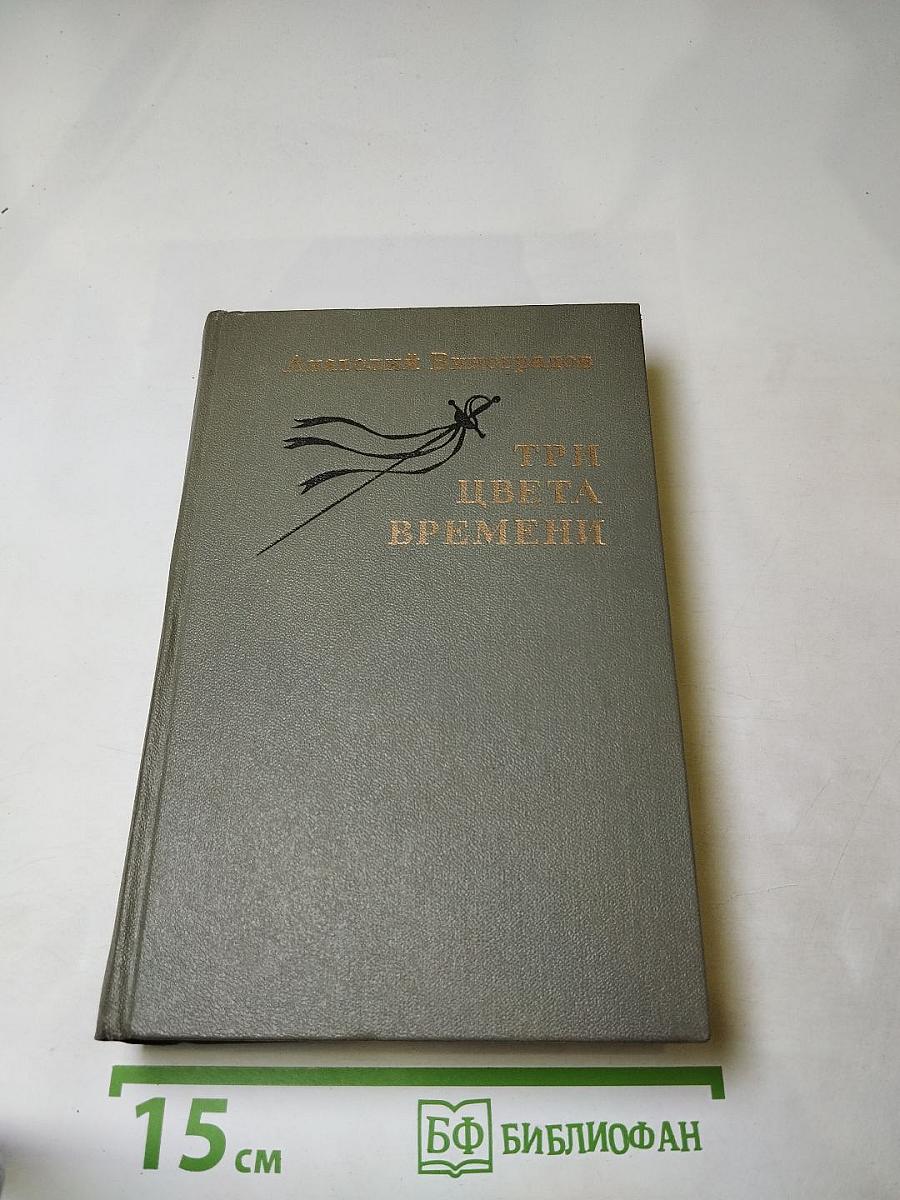 Анатолий Виноградов
ТРИ
ЦВЕТА
ВРЕМЕНИ
15 см
БФ БИБЛИОФАН